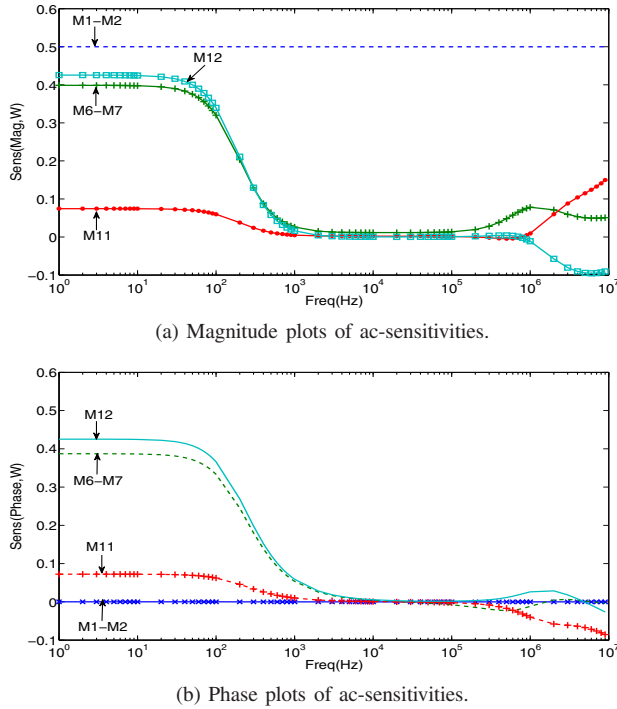 0.6
0.5
0.4
0.3
0.2
0.1
0
−0.1
Sens(Mag,W)
M1−M2
M12
M6−M7
M11
10^0 10^1 10^2 10^3 10^4 10^5 10^6 10^7
Freq(Hz)
(a) Magnitude plots of ac-sensitivities.
0.6
0.5
0.4
0.3
0.2
0.1
0
−0.1
Sens(Phase,W)
M12
M6−M7
M11
M1−M2
10^0 10^1 10^2 10^3 10^4 10^5 10^6 10^7
Freq(Hz)
(b) Phase plots of ac-sensitivities.